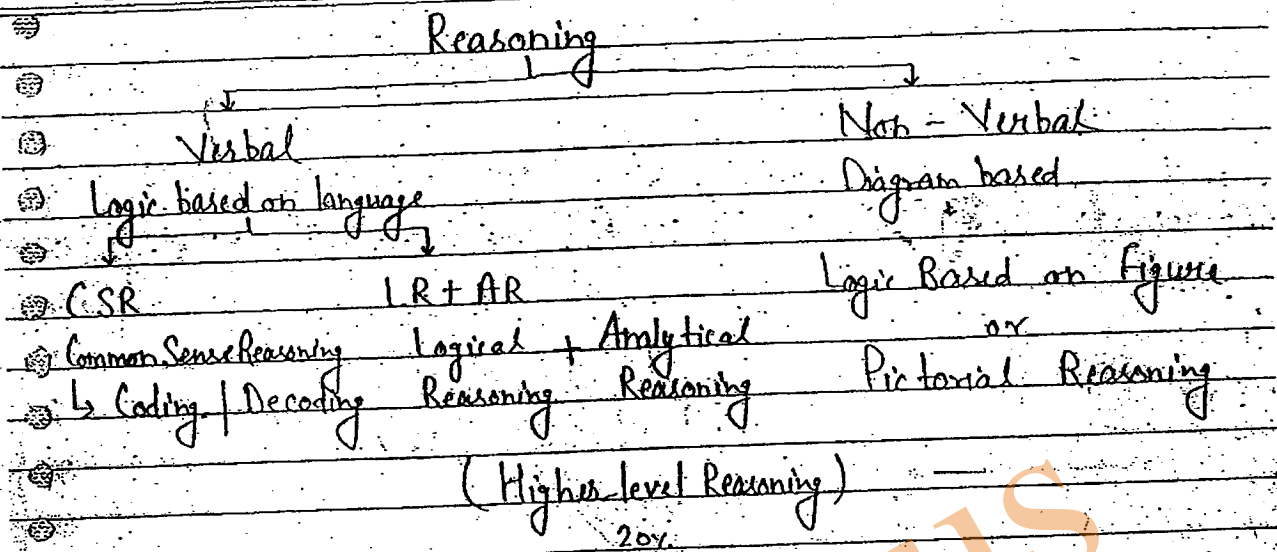 Reasoning
Verbal Non - Verbal
Logic based on language Diagram based
CSR LR + AR Logic Based on Figure
Common Sense Reasoning Logical + Analytical or
↳ Coding / Decoding Reasoning Reasoning Pictorial Reasoning
(Higher level Reasoning) —
20%